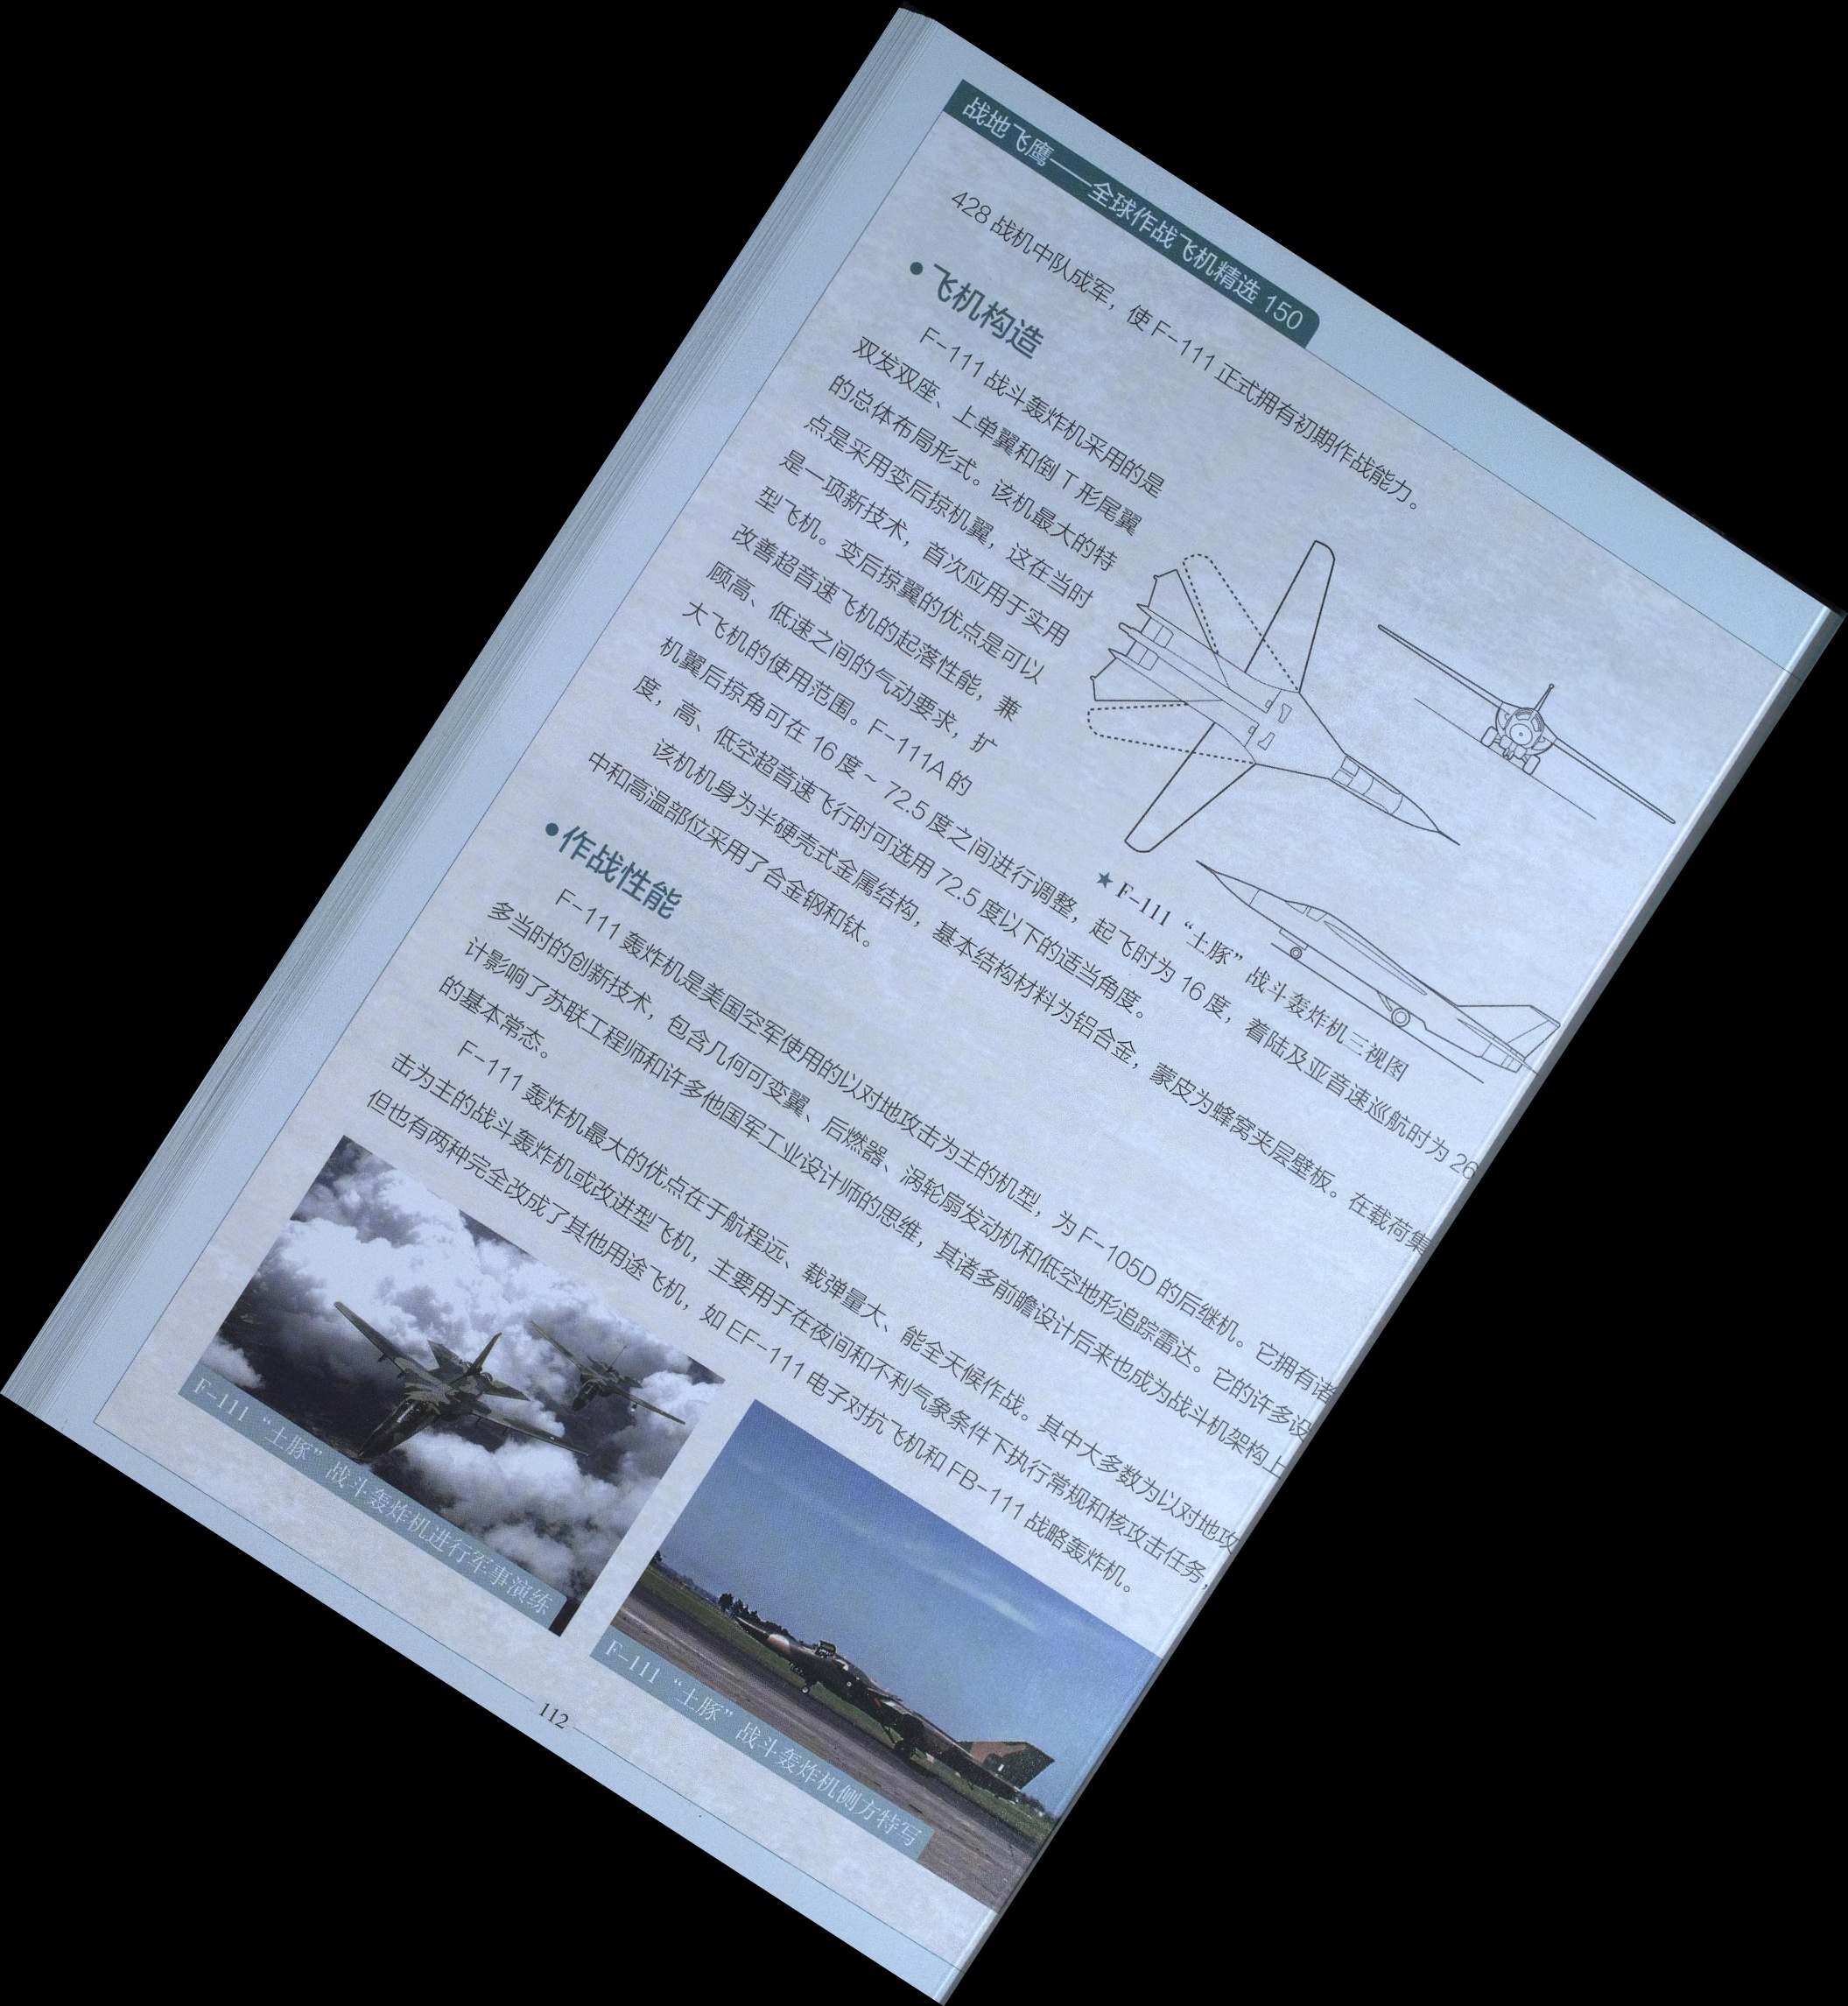 战地飞鹰——全球作战飞机精选 150
428 战机中队成军，使 F-111 正式拥有初期作战能力。
• 飞机构造
F-111 战斗轰炸机采用的是
双发双座、上单翼和倒 T 形尾翼
的总体布局形式。该机最大的特
点是采用变后掠机翼，这在当时
是一项新技术，首次应用于实用
型飞机。变后掠翼的优点是可以
改善超音速飞机的起落性能，兼
顾高、低速之间的气动要求，扩
大飞机的使用范围。F-111A 的
机翼后掠角可在 16 度 ~ 72.5 度之间进行调整，起飞时为 16 度，着陆及亚音速巡航时为 26
度，高、低空超音速飞行时可选用 72.5 度以下的适当角度。
该机机身为半硬壳式金属结构，基本结构材料为铝合金，蒙皮为蜂窝夹层壁板。在载荷集
中和高温部位采用了合金钢和钛。
★ F-111 “土豚” 战斗轰炸机三视图
• 作战性能
F-111 轰炸机是美国空军使用的以对地攻击为主的机型，为 F-105D 的后继机。它拥有诸
多当时的创新技术，包含几何可变翼、后燃器、涡轮扇发动机和低空地形追踪雷达。它的许多设
计影响了苏联工程师和许多他国军工业设计师的思维，其诸多前瞻设计后来也成为战斗机架构上
的基本常态。
F-111 轰炸机最大的优点在于航程远、载弹量大、能全天候作战。其中大多数为以对地攻
击为主的战斗轰炸机或改进型飞机，主要用于在夜间和不利气象条件下执行常规和核攻击任务，
但也有两种完全改成了其他用途飞机，如 EF-111 电子对抗飞机和 FB-111 战略轰炸机。
F-111 “土豚” 战斗轰炸机进行军事演练
F-111 “土豚” 战斗轰炸机侧方特写
112